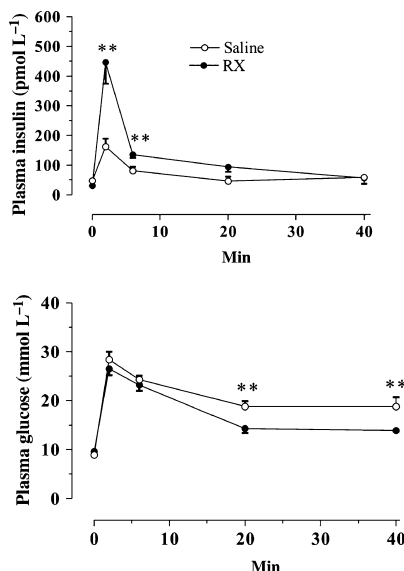 600
500
400
300
200
100
0
Plasma insulin (pmol L⁻¹)
**
**
Saline
RX
0 10 20 30 40
Min
40
30
20
10
0
Plasma glucose (mmol L⁻¹)
**
**
0 10 20 30 40
Min